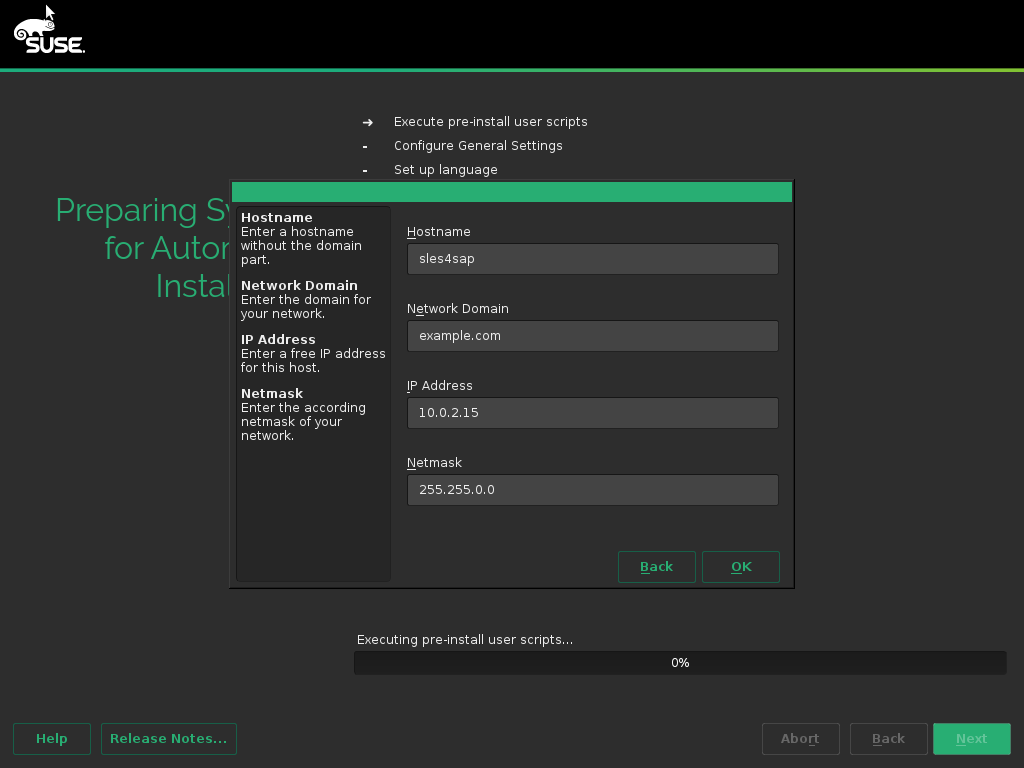 SUSE.
➔ Execute pre-install user scripts
- Configure General Settings
- Set up language
Preparing Sy
for Autor
Instal
Hostname
Enter a hostname
without the domain
part.
Network Domain
Enter the domain for
your network.
IP Address
Enter a free IP address
for this host.
Netmask
Enter the according
netmask of your
network.
Hostname
sles4sap
Network Domain
example.com
IP Address
10.0.2.15
Netmask
255.255.0.0
Back OK
Executing pre-install user scripts...
0%
Help Release Notes... Abort Back Next